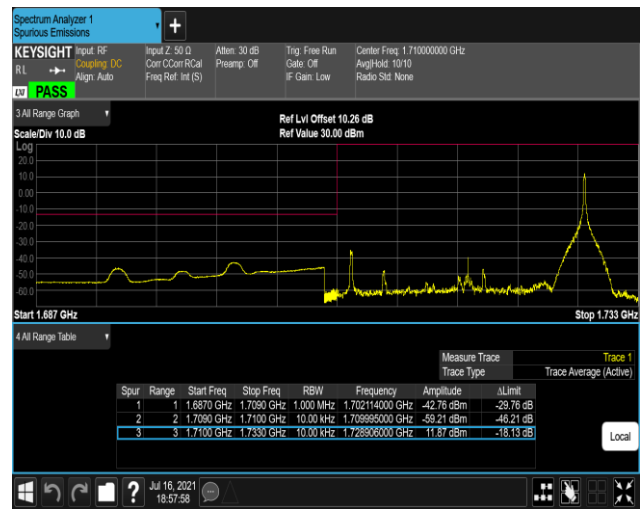 Spectrum Analyzer 1
Spurious Emissions
+
KEYSIGHT Input: RF Input Z: 50 Ω Atten: 30 dB Trig: Free Run Center Freq: 1.710000000 GHz
RL Coupling: DC Corr CCorr RCal Preamp: Off Gate: Off Avg|Hold: 10/10
Align: Auto Freq Ref: Int (S) IF Gain: Low Radio Std: None
LXI PASS
3 All Range Graph
Ref Lvl Offset 10.26 dB
Scale/Div 10.0 dB Ref Value 30.00 dBm
Log
20.0
10.0
0.00
-10.0
-20.0
-30.0
-40.0
-50.0
-60.0
Start 1.687 GHz Stop 1.733 GHz
4 All Range Table
Measure Trace Trace 1
Trace Type Trace Average (Active)
Spur Range Start Freq Stop Freq RBW Frequency Amplitude ΔLimit
1 1 1.6870 GHz 1.7090 GHz 1.000 MHz 1.702114000 GHz -42.76 dBm -29.76 dB
2 2 1.7090 GHz 1.7100 GHz 10.00 kHz 1.709995000 GHz -59.21 dBm -46.21 dB
3 3 1.7100 GHz 1.7330 GHz 10.00 kHz 1.728906000 GHz 11.87 dBm -18.13 dB
Local
? Jul 16, 2021
18:57:58